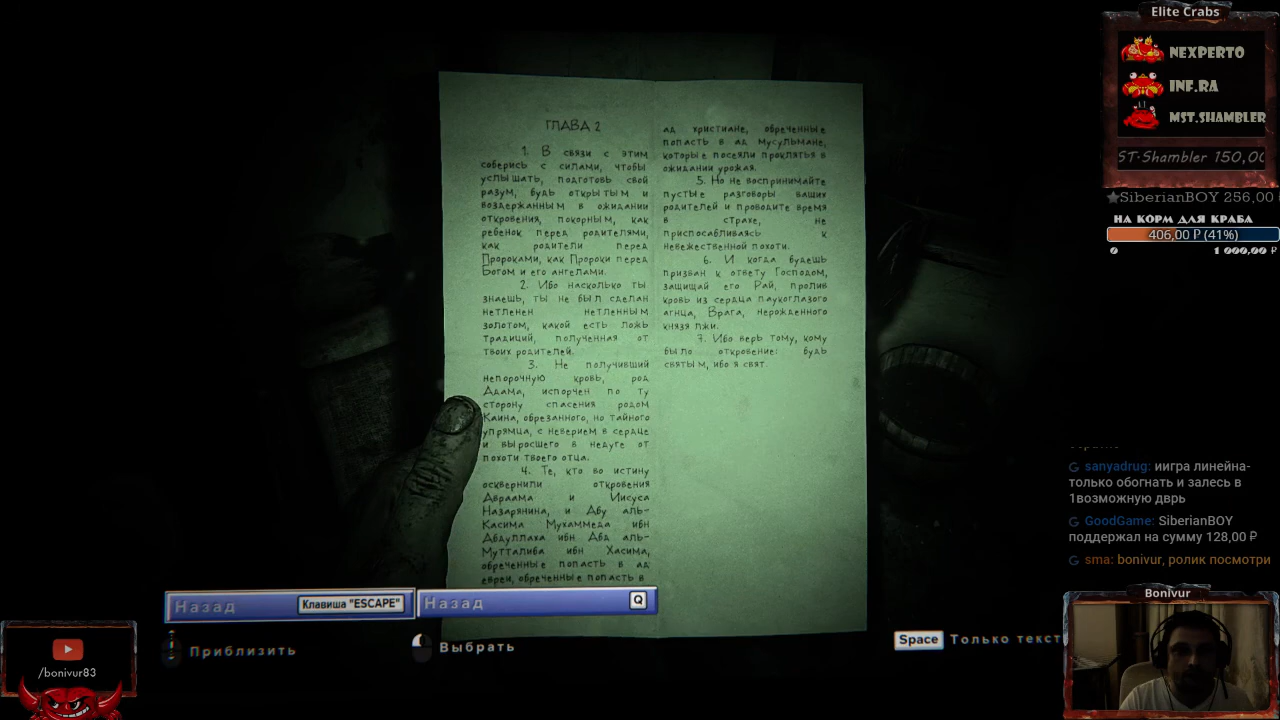 ГЛАВА 2
1. В связи с этим
соберись с силами, чтобы
услышать, подготовь свой
разум, будь открытым и
воздержанным в ожидании
откровения, покорным, как
ребенок перед родителями,
как родители перед
Пророками, как Пророки перед
Богом и его ангелами.
2. Ибо насколько ты
знаешь, ты не был сделан
нетленен нетленным
золотом, какой есть ложь
традиций, полученная от
твоих родителей.
3. Не получивший
непорочную кровь, род
Адама, испорчен по ту
сторону спасения родом
Каина, обрезанного, но тайного
упрямца, с неверием в сердце
и выросшего в недуге от
похоти твоего отца.
4. Те, кто во истину
осквернили откровения
Авраама и Иисуса
Назарянина, и Абу аль-
Касима Мухаммеда ибн
Абдуллаха ибн Абд аль-
Мутталиба ибн Хасима,
обреченные попасть в ад
евреи, обреченные попасть в
ад христиане, обреченные
попасть в ад мусульмане,
которые посеяли проклятья в
ожидании урожая.
5. Но не воспринимайте
пустые разговоры ваших
родителей и проводите время
в страхе, не
приспосабливаясь к
невежественной похоти.
6. И когда будешь
призван к ответу Господом,
защищай его Рай, пролив
кровь из сердца паукоглазого
агнца, Врага, нерожденного
князя лжи.
7. Ибо верь тому, кому
было откровение: будь
святым, ибо я свят.
Назад
Клавиша "ESCAPE"
Назад
Q
Приблизить
Выбрать
Space
Только текст
/bonivur83
Elite Crabs
NEXPERTO
INF.RA
MST.SHAMBLER
ST.Shambler 150,00
SiberianBOY 256,00
НА КОРМ ДЛЯ КРАБА
406,00 ₽ (41%)
0
1 000,00 ₽
sanyadrug: иигра линейна-
только обогнать и залесь в
1возможную дврь
GoodGame: SiberianBOY
поддержал на сумму 128,00 ₽
sma: bonivur, ролик посмотри
Bonivur